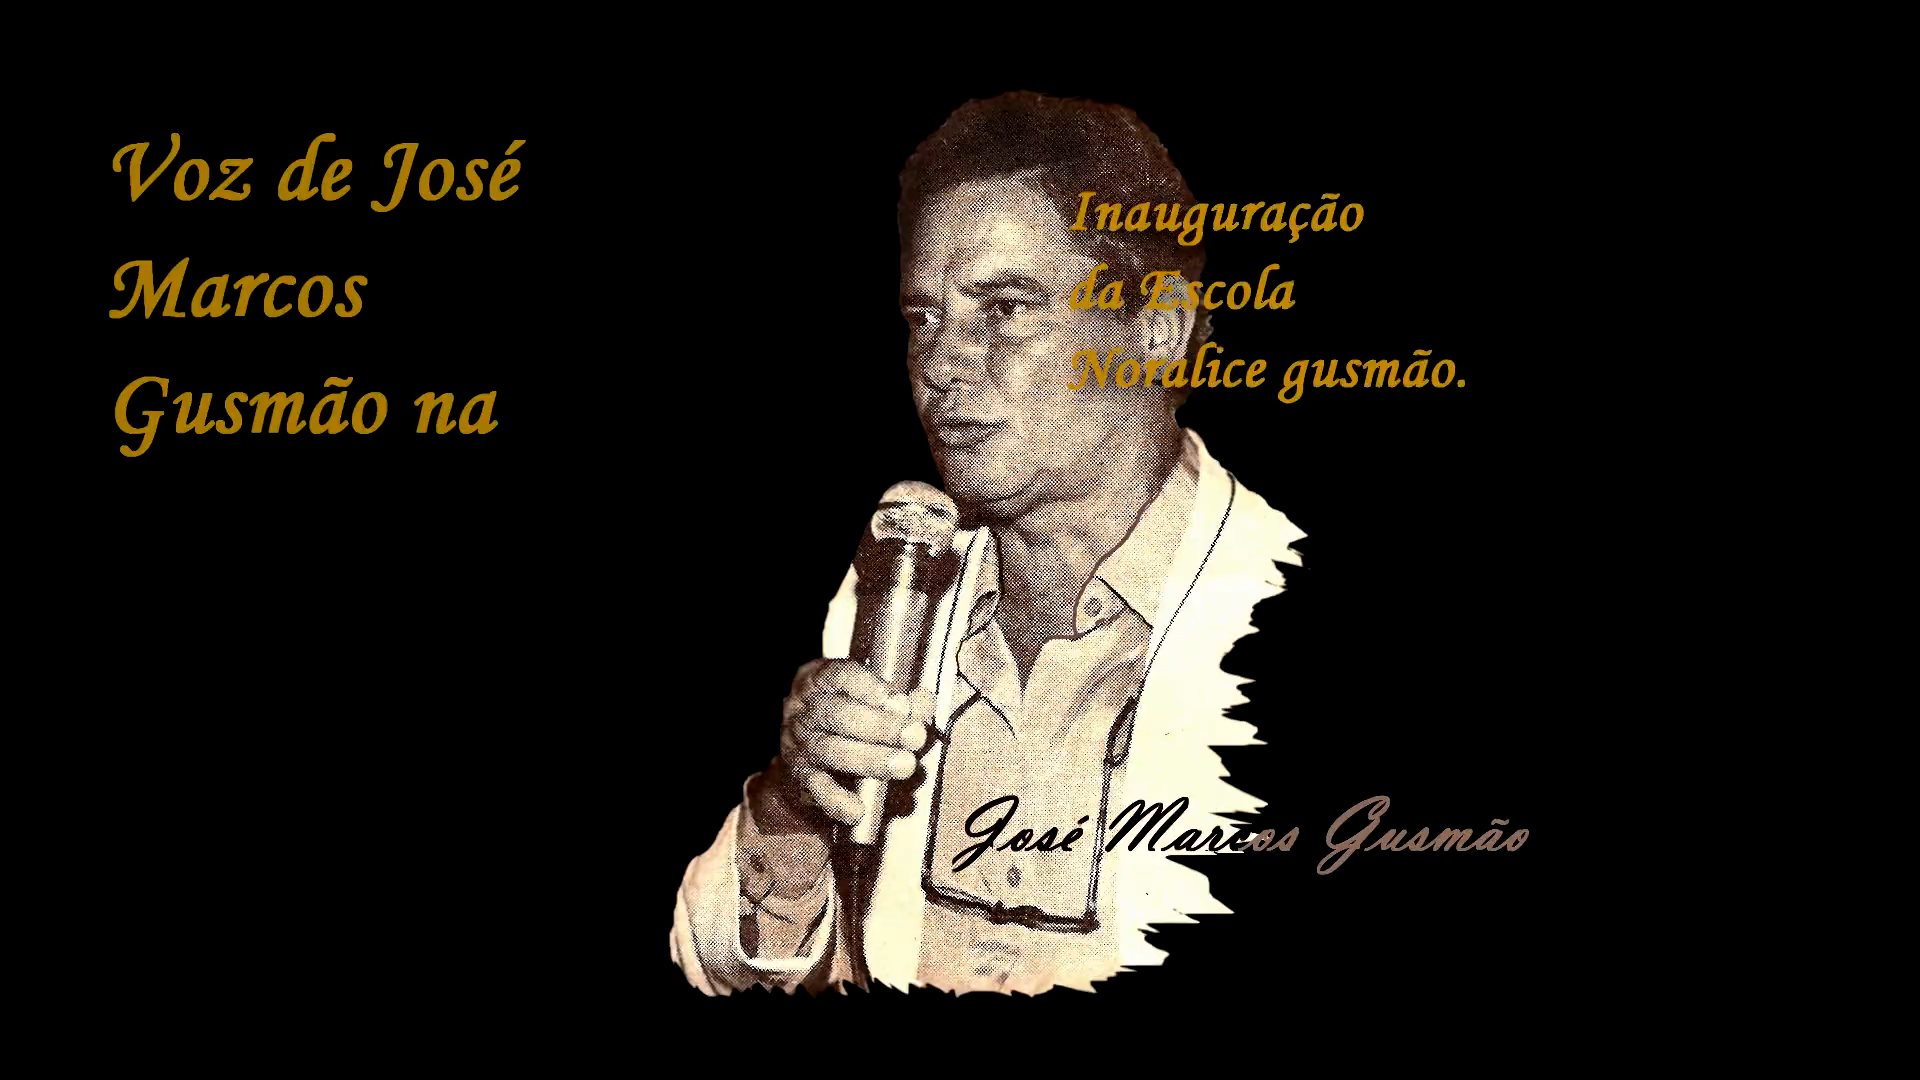 Voz de José
Marcos
Gusmão na
Inauguração
da Escola
Noralice gusmão.
José Marcos Gusmão